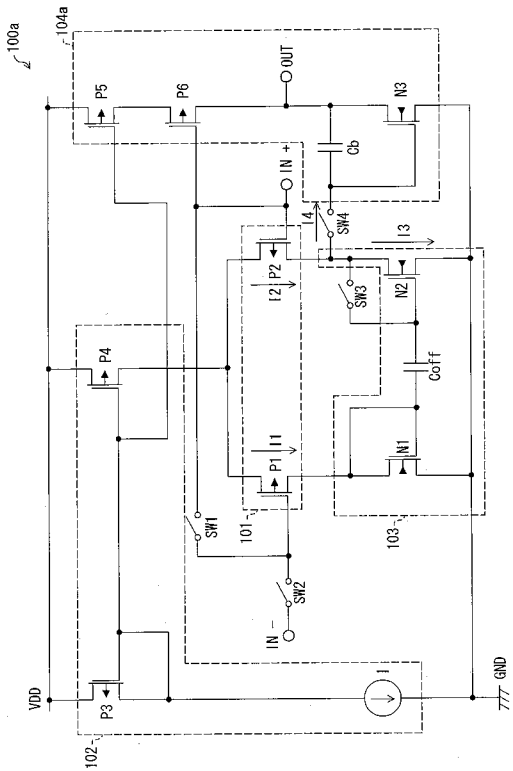 100a
104a
VDD
P3
P4
P5
P6
OUT
Cb
N3
IN +
I4
SW4
SW1
SW2
IN -
101
I1
P1
I2
P2
SW3
I3
N2
Coff
N1
103
102
I
GND